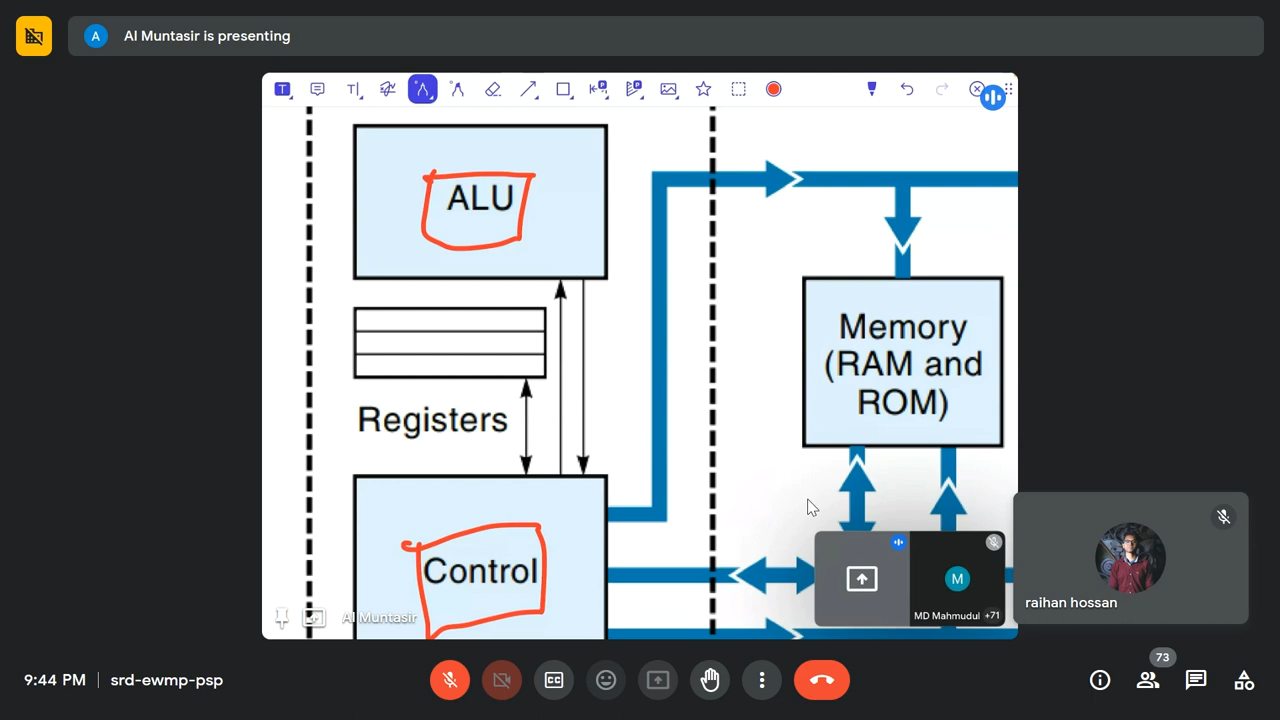 A
Al Muntasir is presenting
T
T|
P
P
ALU
Registers
Control
Memory
(RAM and
ROM)
Al Muntasir
M
MD Mahmudul +71
raihan hossan
9:44 PM | srd-ewmp-psp
CC
73